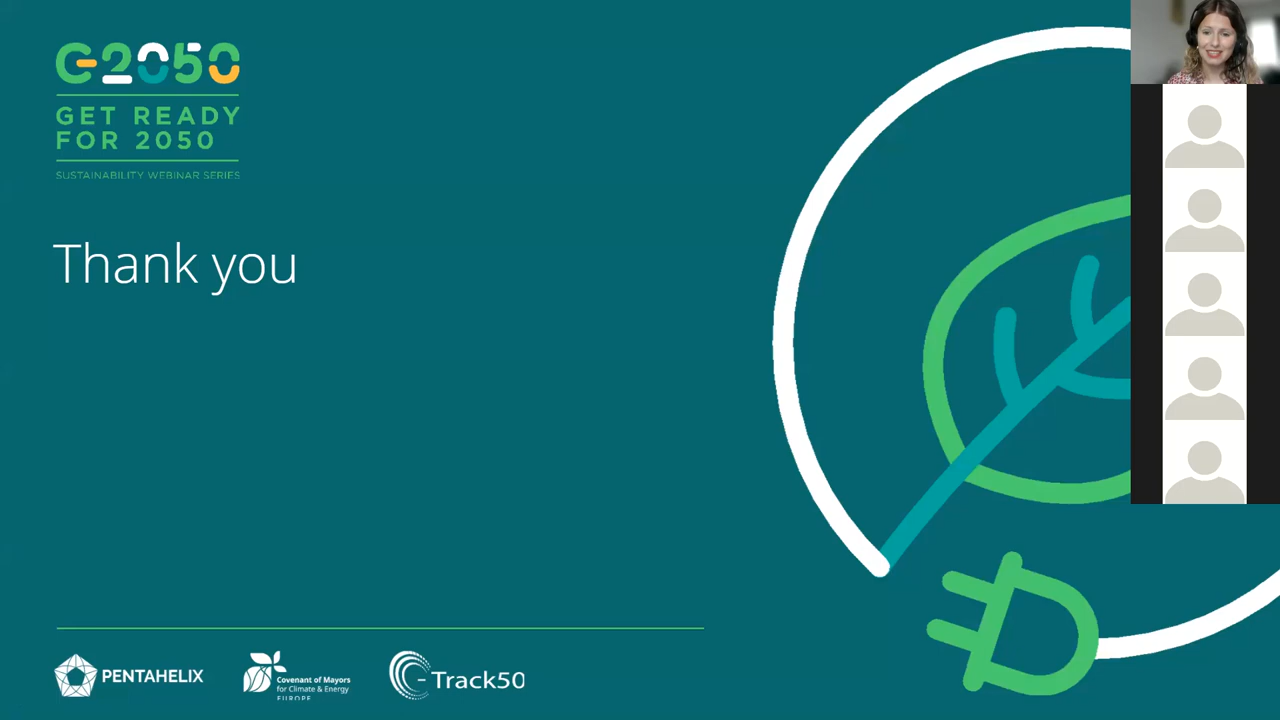 G2050
GET READY
FOR 2050
SUSTAINABILITY WEBINAR SERIES
Thank you
PENTAHELIX
Covenant of Mayors
for Climate & Energy
EUROPE
C-Track50